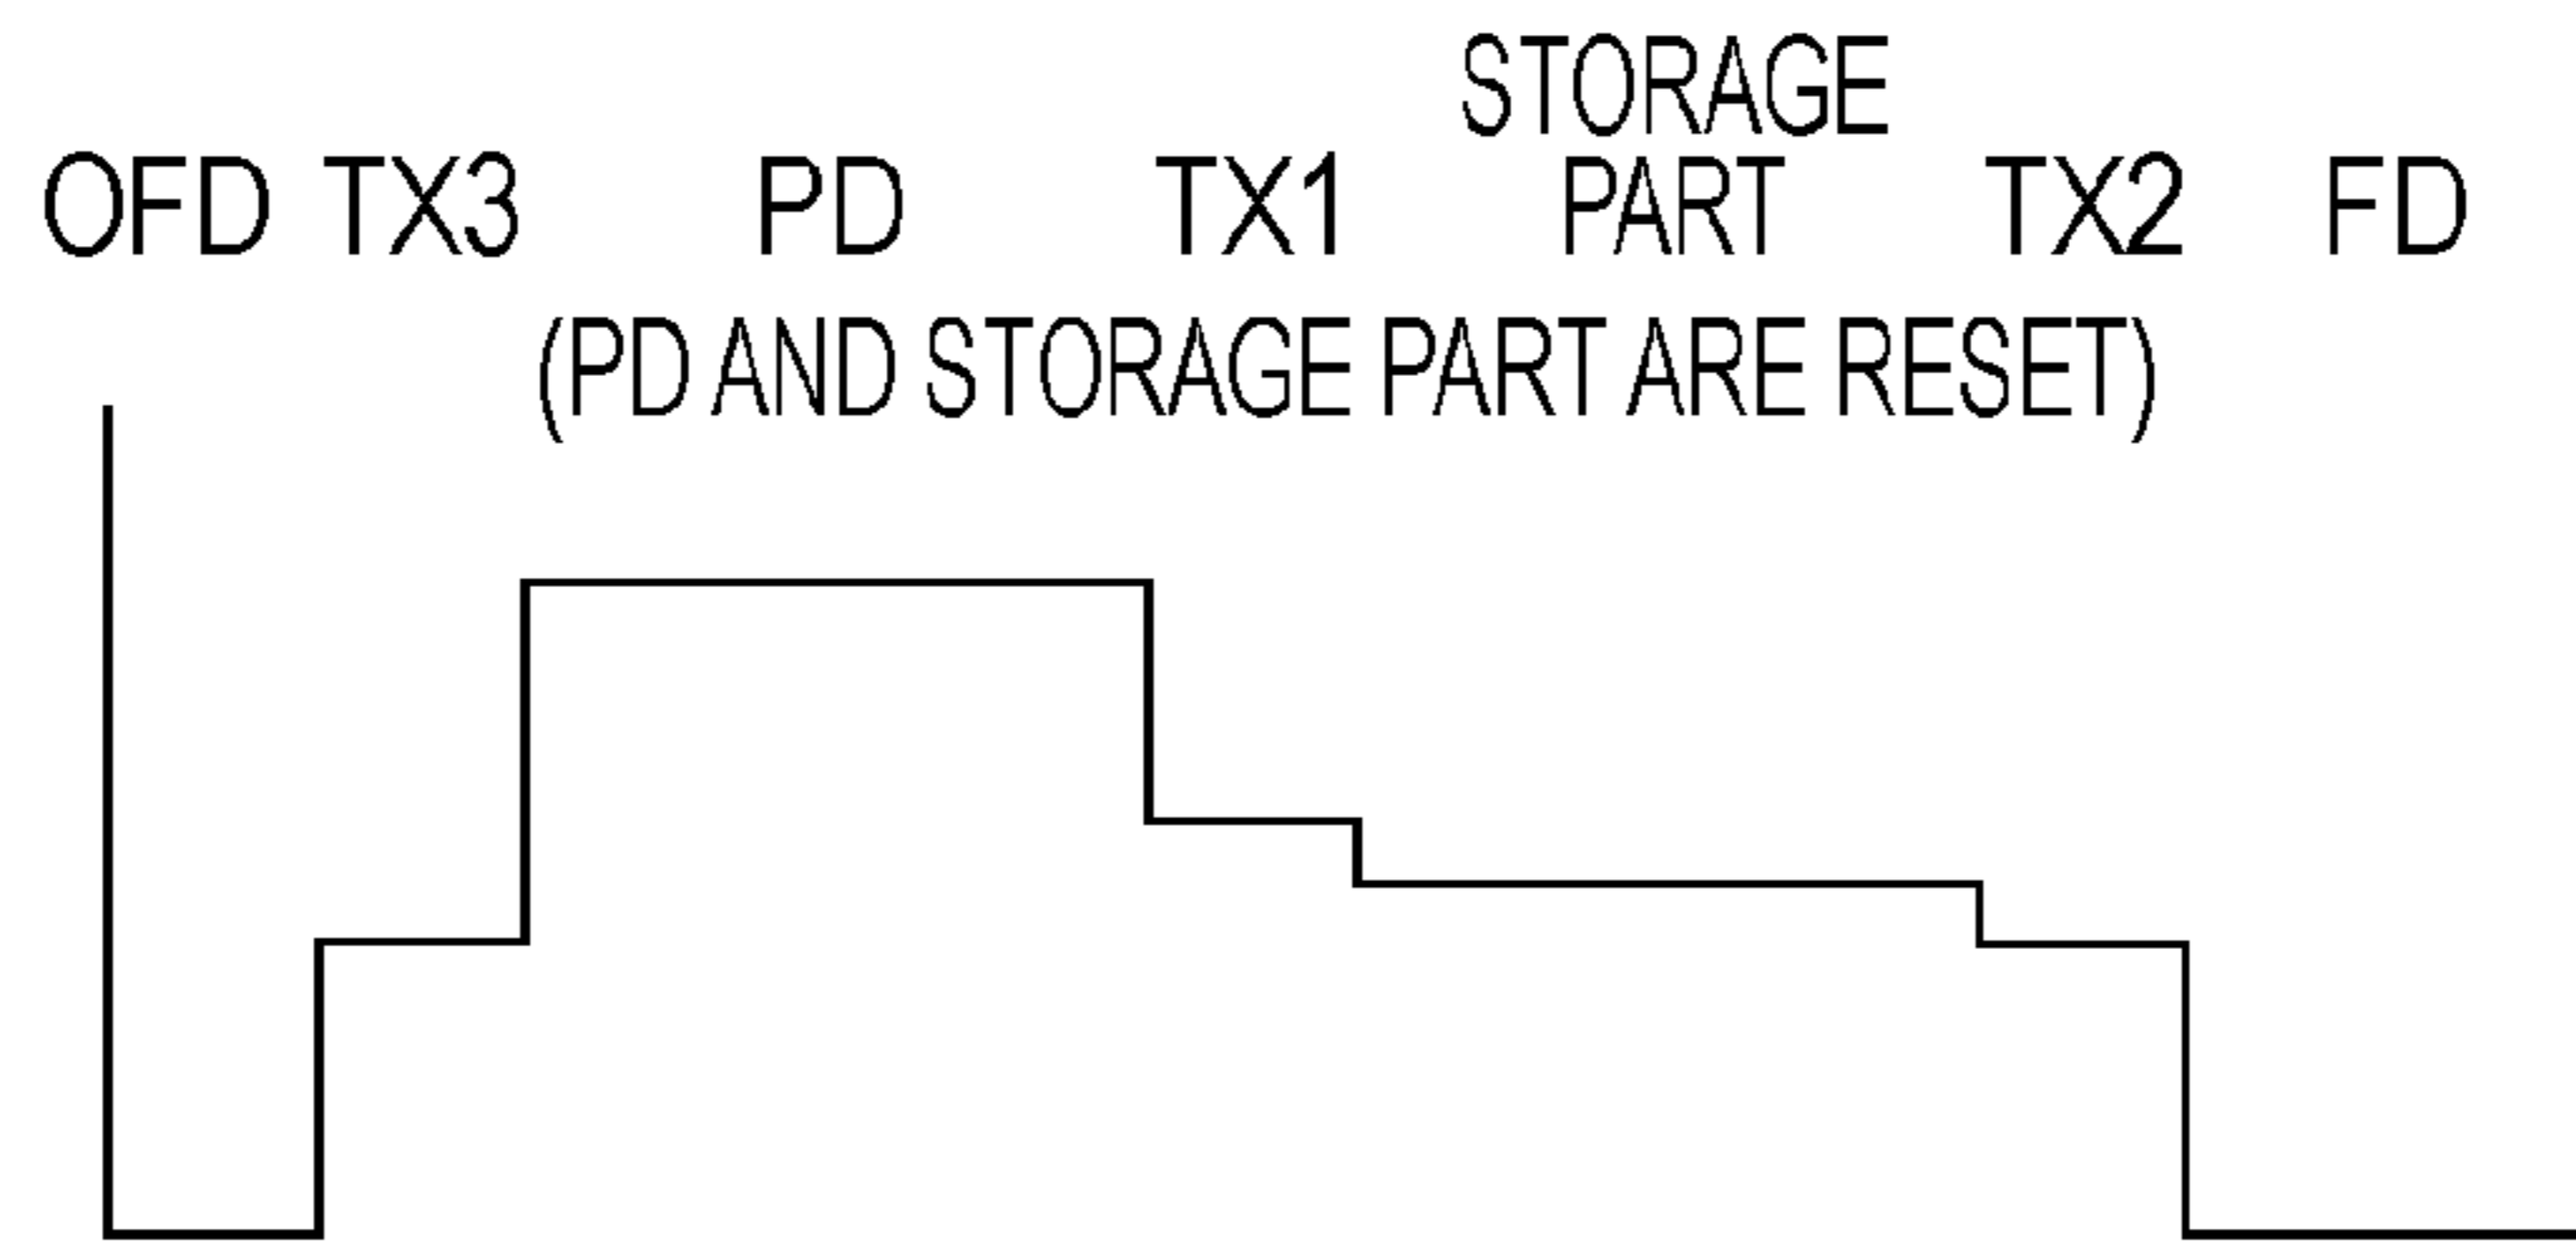 STORAGE
OFD TX3 PD TX1 PART TX2 FD
(PD AND STORAGE PART ARE RESET)